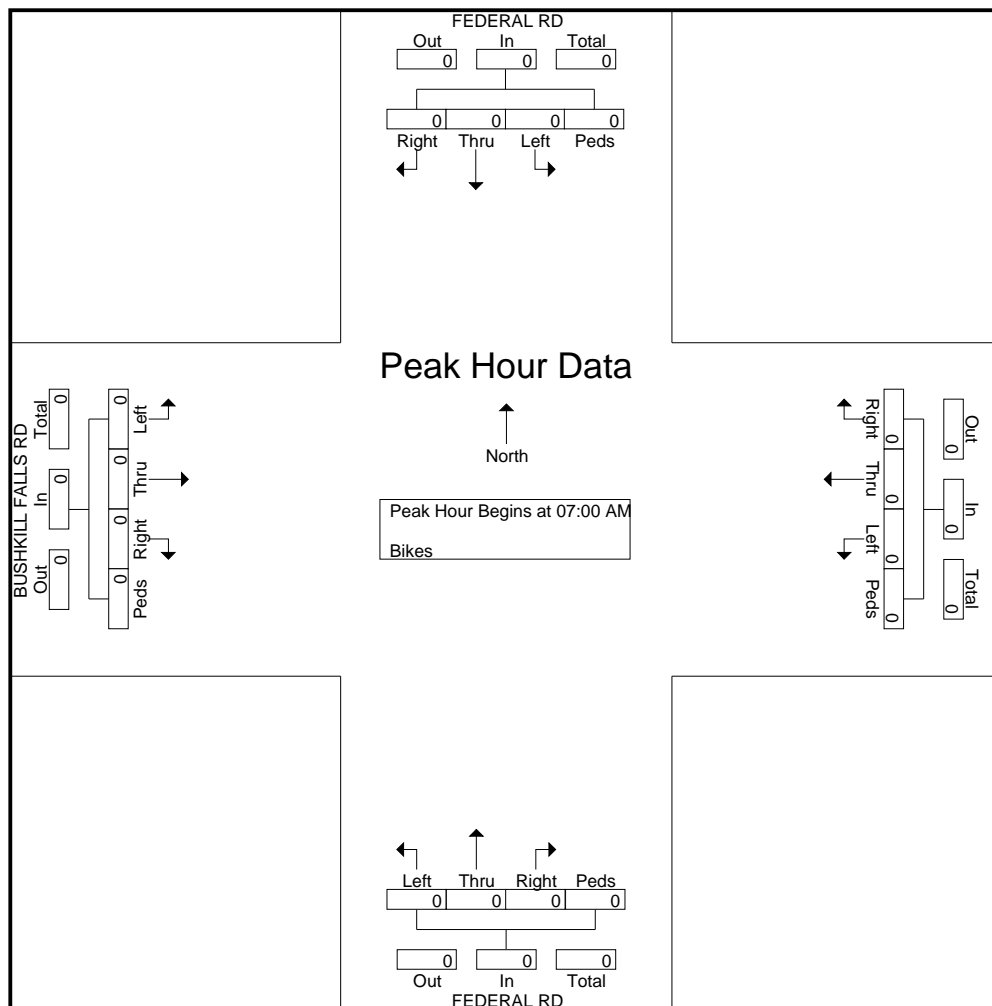 FEDERAL RD
Out In Total
0 0 0
0 0 0 0
Right Thru Left Peds
Peak Hour Data
North
Peak Hour Begins at 07:00 AM
Bikes
BUSHKILL FALLS RD
Out In Total
0 0 0
0 0 0 0
Peds Right Thru Left
Right Thru Left Peds
0 0 0 0
Out In Total
0 0 0
Left Thru Right Peds
0 0 0 0
0 0 0
Out In Total
FEDERAL RD